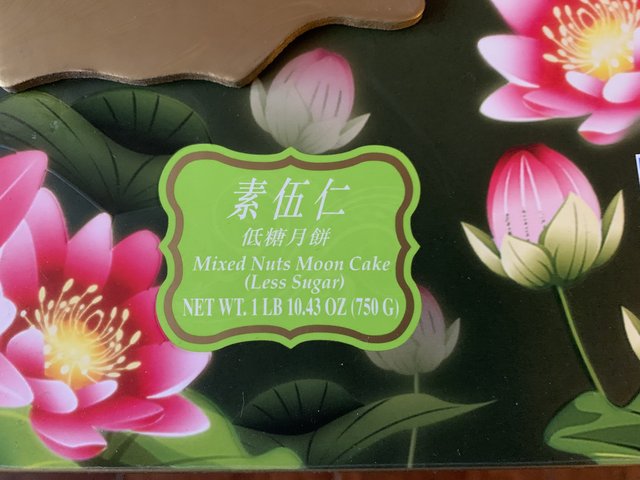 素伍仁
低糖月餅
Mixed Nuts Moon Cake
(Less Sugar)
NET WT. 1 LB 10.43 OZ (750 G)